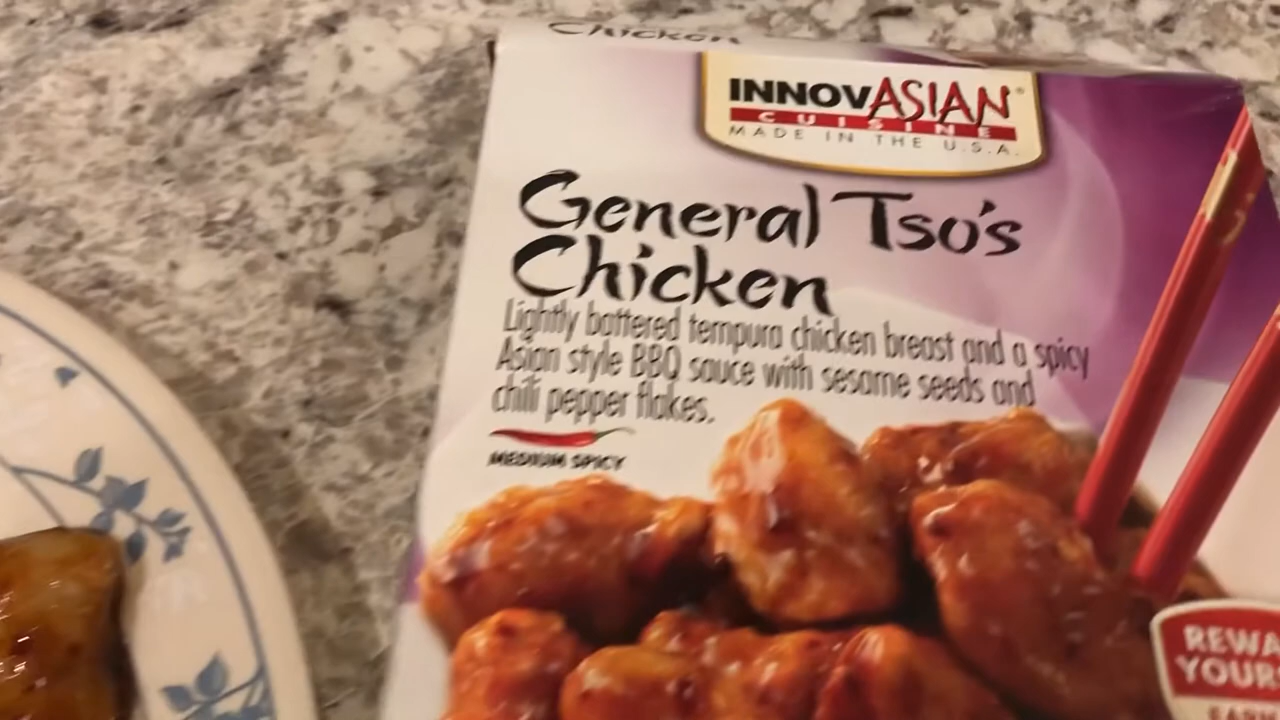 Chicken
INNOVASIAN®
CUISINE
MADE IN THE U.S.A.
General Tso's
Chicken
Lightly battered tempura chicken breast and a spicy
Asian style BBQ sauce with sesame seeds and
chili pepper flakes.
MEDIUM SPICY
REWA
YOUR